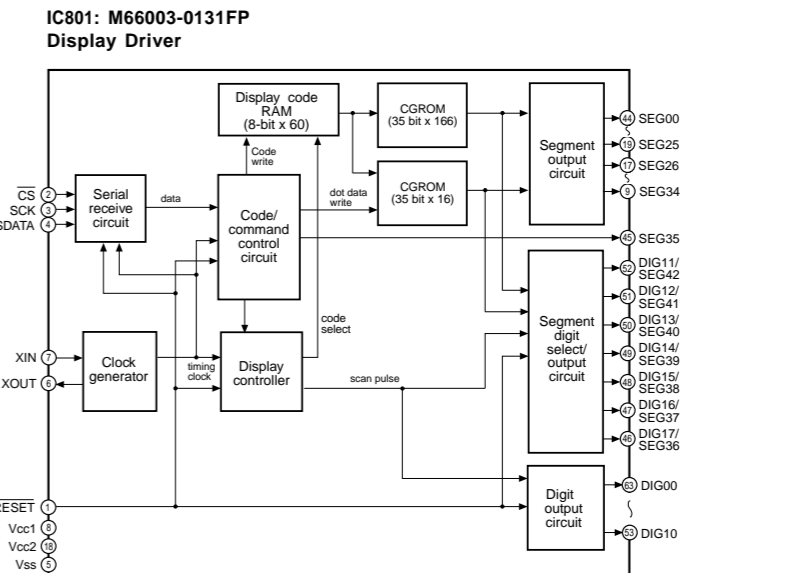 IC801: M66003-0131FP
Display Driver
Display code
RAM
(8-bit x 60)
CGROM
(35 bit x 166)
Segment
output
circuit
44 SEG00
19 SEG25
17 SEG26
9 SEG34
Code
write
CS 2
SCK 3
SDATA 4
Serial
receive
circuit
data
Code/
command
control
circuit
dot data
write
CGROM
(35 bit x 16)
45 SEG35
52 DIG11/
SEG42
51 DIG12/
SEG41
50 DIG13/
SEG40
49 DIG14/
SEG39
48 DIG15/
SEG38
47 DIG16/
SEG37
46 DIG17/
SEG36
Segment
digit
select/
output
circuit
code
select
XIN 7
XOUT 6
Clock
generator
timing
clock
Display
controller
scan pulse
Digit
output
circuit
63 DIG00
53 DIG10
RESET 1
Vcc1 8
Vcc2 18
Vss 5